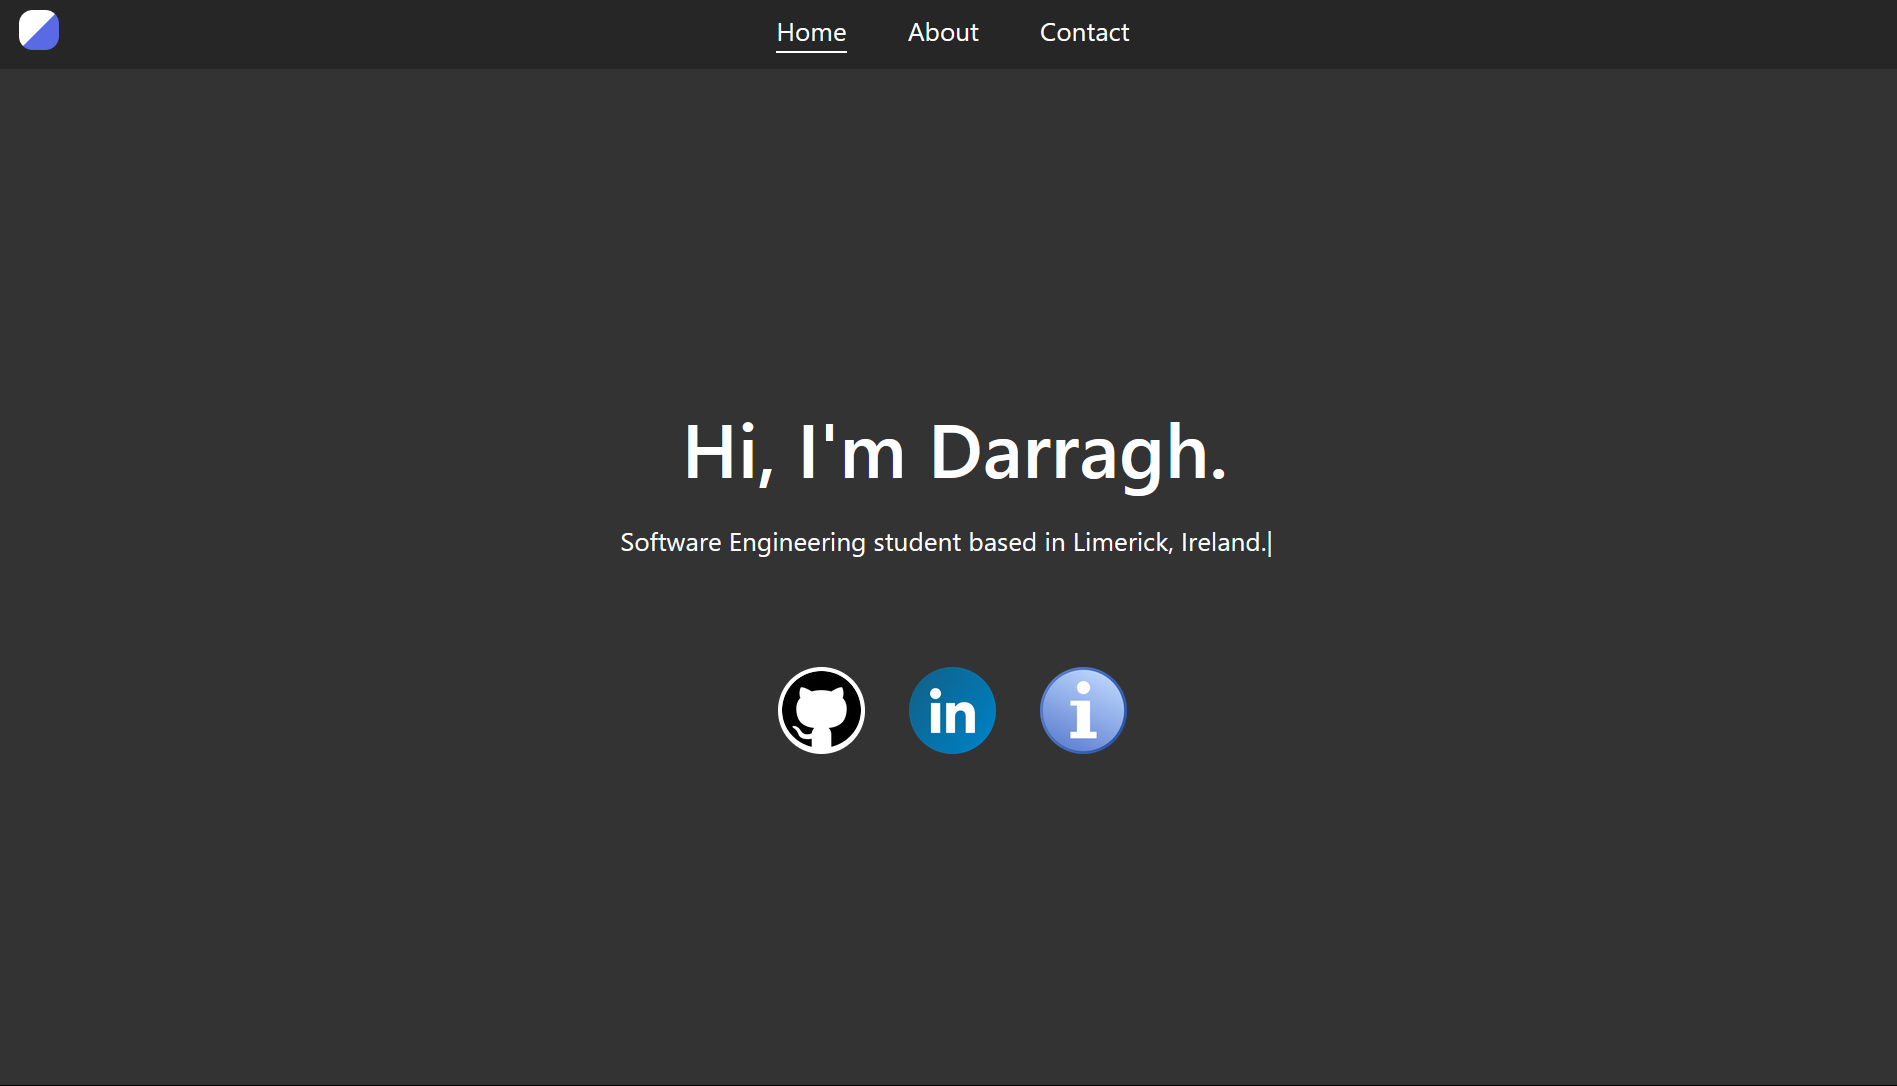 Home About Contact
Hi, I'm Darragh.
Software Engineering student based in Limerick, Ireland.|
in i